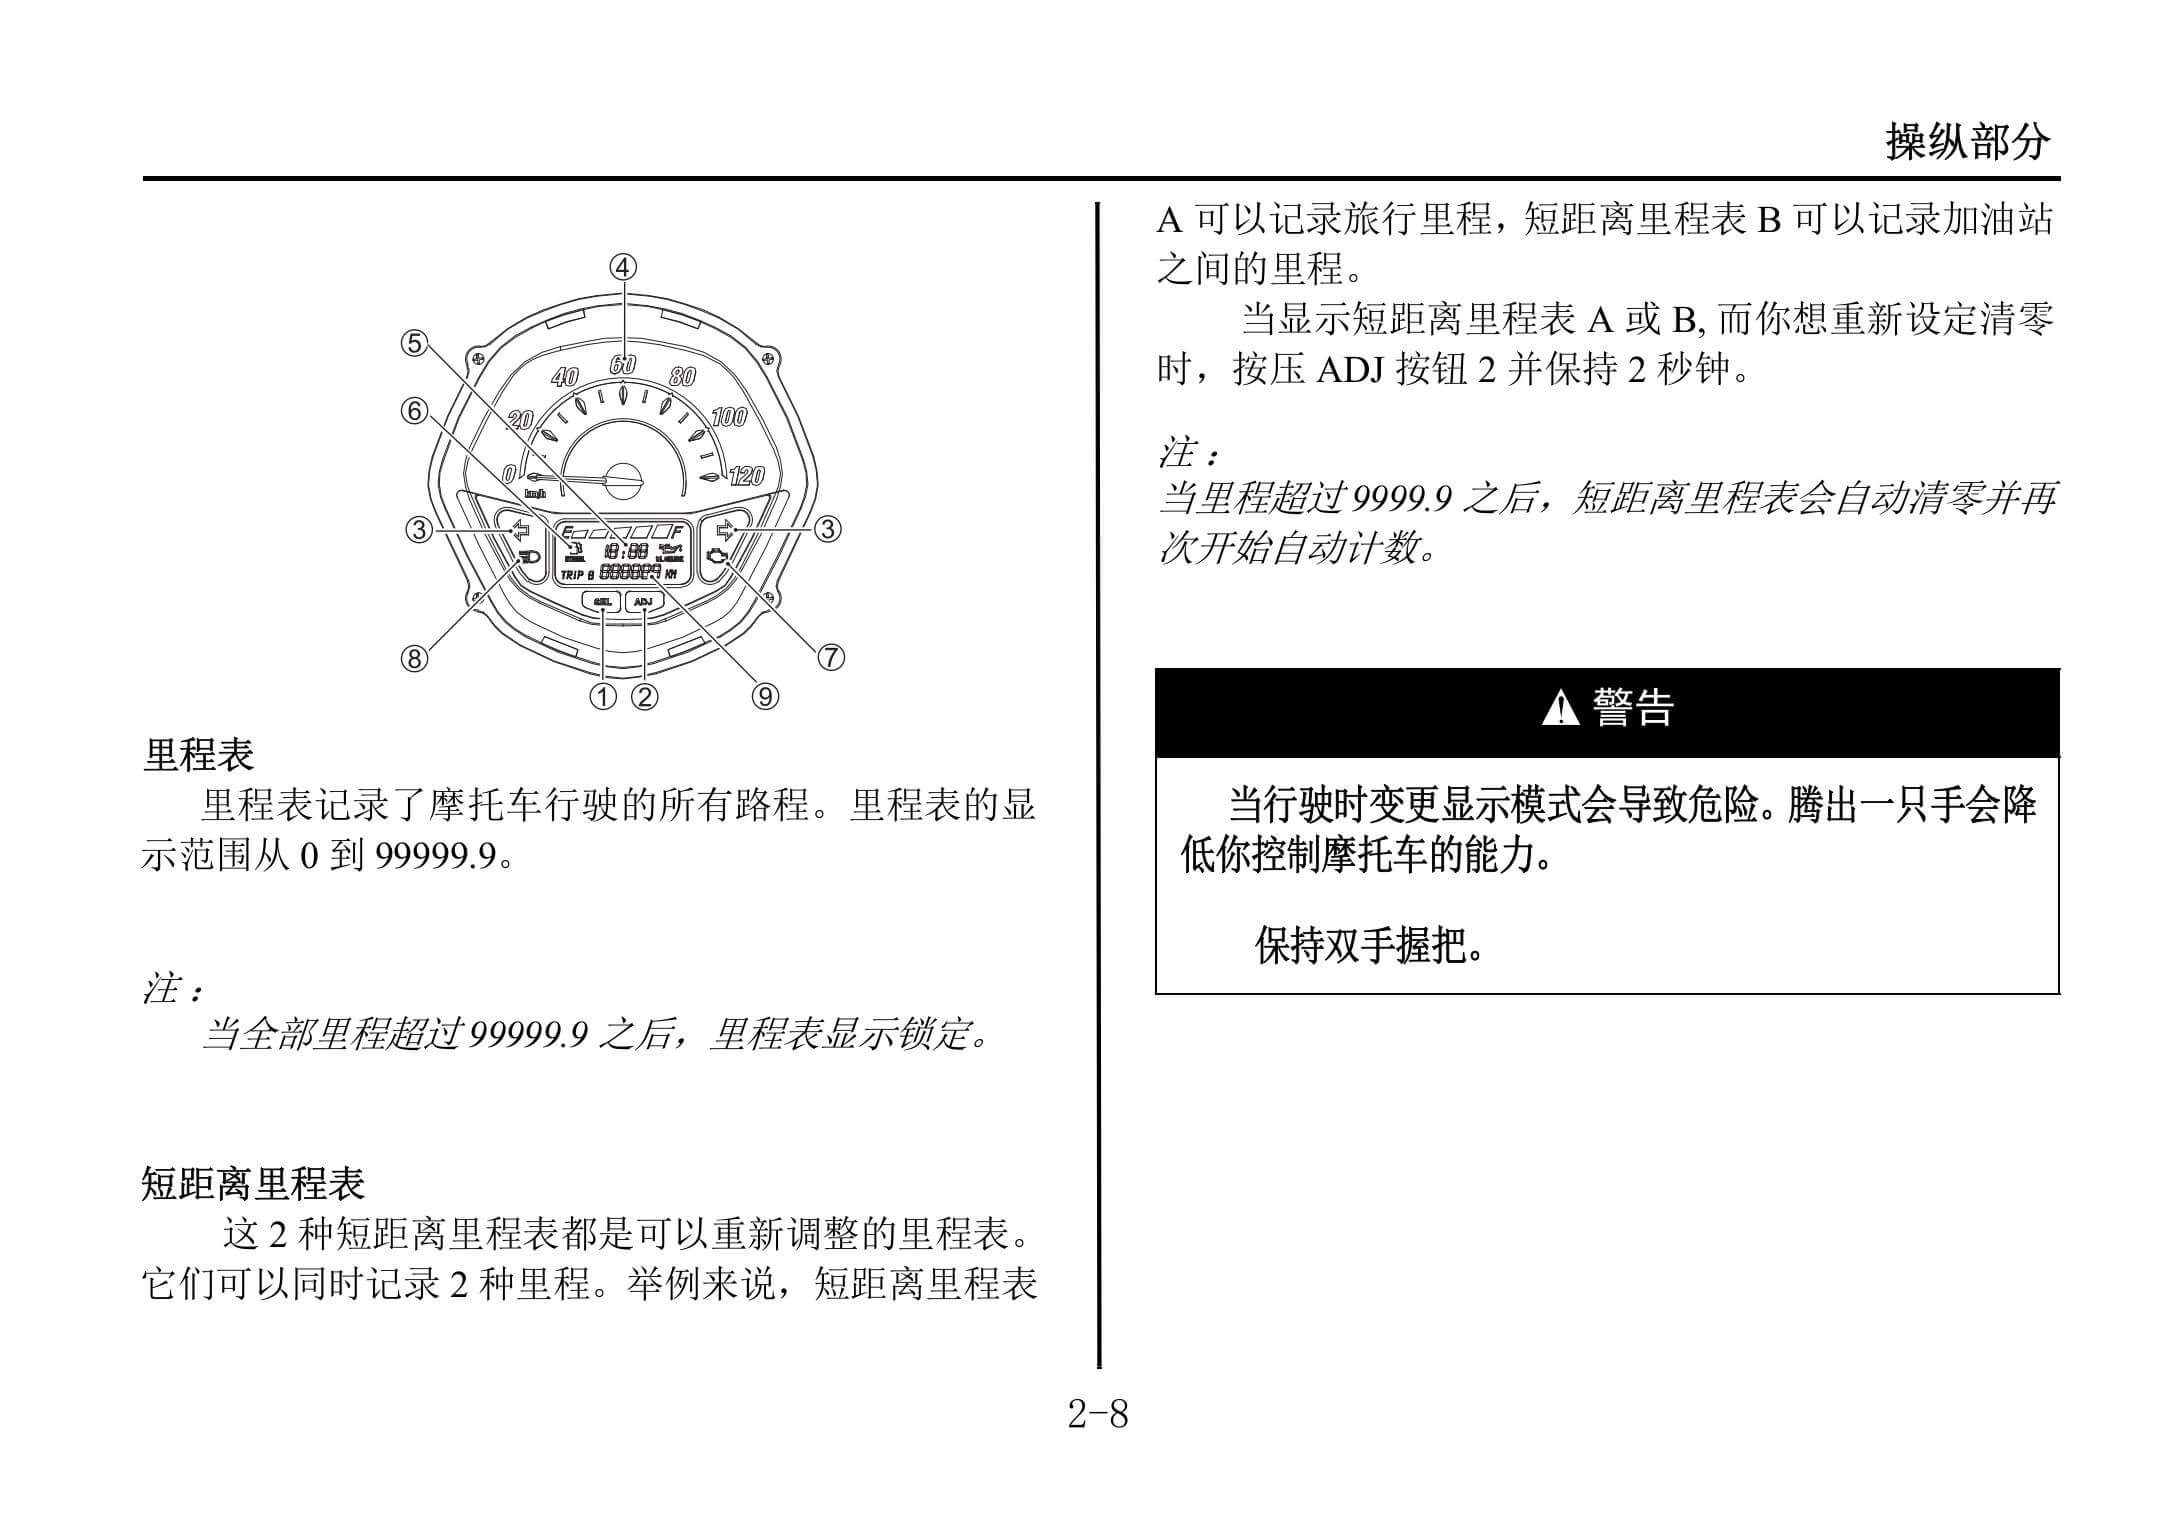 操纵部分
④
⑤
⑥
③
③
⑧
⑦
①
②
⑨
0
20
40
60
80
100
120
km/h
E
F
18:88
TRIP B
KM
SEL
ADJ
里程表
里程表记录了摩托车行驶的所有路程。里程表的显
示范围从 0 到 99999.9。
注：
当全部里程超过 99999.9 之后，里程表显示锁定。
短距离里程表
这 2 种短距离里程表都是可以重新调整的里程表。
它们可以同时记录 2 种里程。举例来说，短距离里程表
A 可以记录旅行里程，短距离里程表 B 可以记录加油站
之间的里程。
当显示短距离里程表 A 或 B, 而你想重新设定清零
时，按压 ADJ 按钮 2 并保持 2 秒钟。
注：
当里程超过 9999.9 之后，短距离里程表会自动清零并再
次开始自动计数。
警告
当行驶时变更显示模式会导致危险。腾出一只手会降
低你控制摩托车的能力。
保持双手握把。
2-8